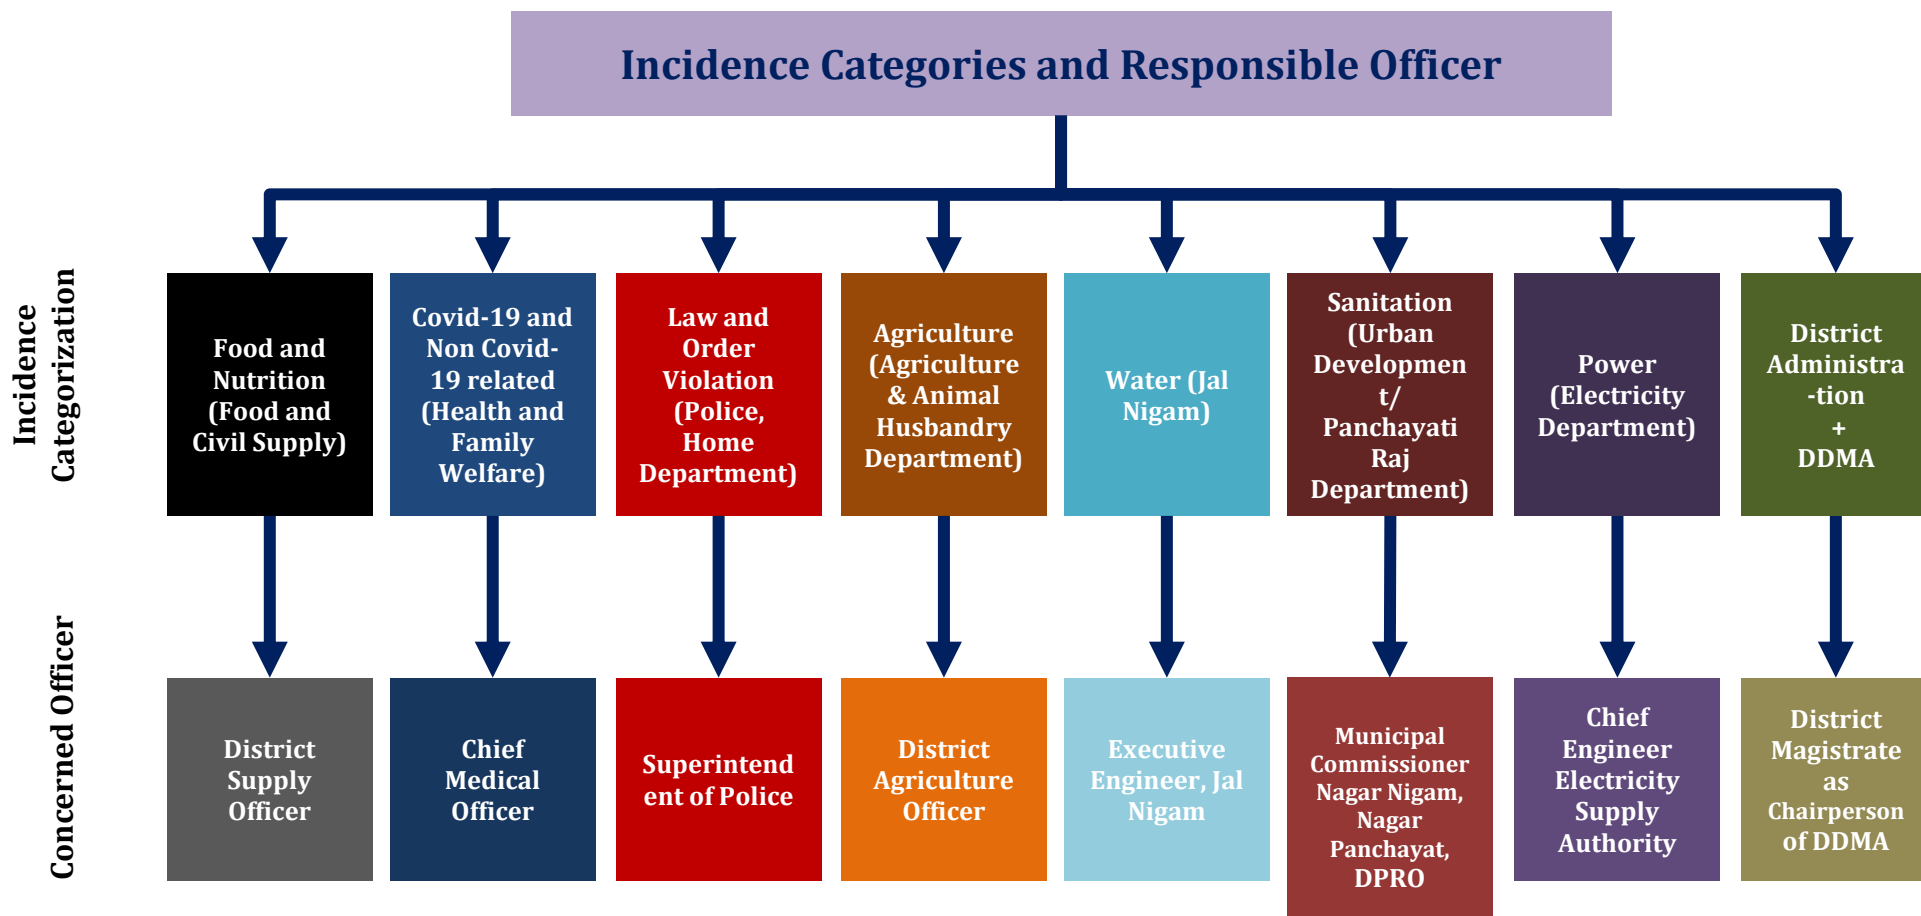 Incidence Categories and Responsible Officer
Incidence
Categorization
Food and
Nutrition
(Food and
Civil Supply)
Covid-19 and
Non Covid-
19 related
(Health and
Family
Welfare)
Law and
Order
Violation
(Police,
Home
Department)
Agriculture
(Agriculture
& Animal
Husbandry
Department)
Water (Jal
Nigam)
Sanitation
(Urban
Developmen
t/
Panchayati
Raj
Department)
Power
(Electricity
Department)
District
Administra
-tion
+
DDMA
Concerned Officer
District
Supply
Officer
Chief
Medical
Officer
Superintend
ent of Police
District
Agriculture
Officer
Executive
Engineer, Jal
Nigam
Municipal
Commissioner
Nagar Nigam,
Nagar
Panchayat,
DPRO
Chief
Engineer
Electricity
Supply
Authority
District
Magistrate
as
Chairperson
of DDMA